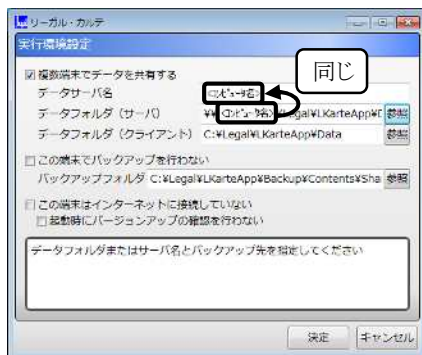 リーガル・カルテ
実行環境設定
同じ
複数端末でデータを共有する
データサーバ名 <コンピュータ名>
データフォルダ（サーバ） ¥¥<コンピュータ名>¥Legal¥LKarteApp¥D 参照
データフォルダ（クライアント） C:¥Legal¥LKarteApp¥Data 参照
この端末でバックアップを行わない
バックアップフォルダ C:¥Legal¥LKarteApp¥Backup¥Contents¥Sha 参照
この端末はインターネットに接続していない
起動時にバージョンアップの確認を行わない
データフォルダまたはサーバ名とバックアップ先を指定してください
決定 キャンセル